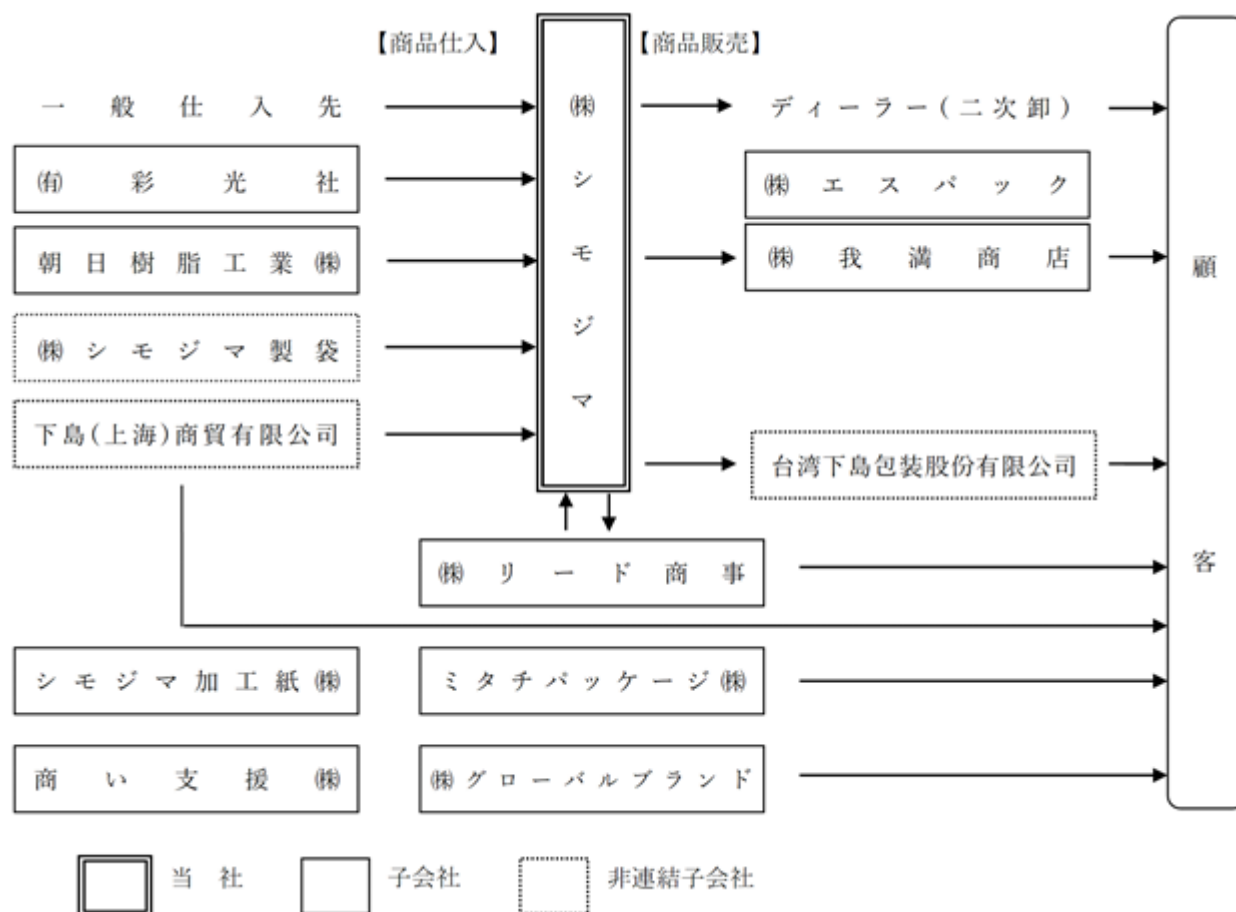 【商品仕入】
【商品販売】
一般仕入先
㈱シモジマ
ディーラー(二次卸)
㈲彩光社
㈱エスパック
朝日樹脂工業㈱
㈱我満商店
㈱シモジマ製袋
下島(上海)商貿有限公司
台湾下島包装股份有限公司
顧客
㈱リード商事
シモジマ加工紙㈱
ミタチパッケージ㈱
商い支援㈱
㈱グローバルブランド
当社
子会社
非連結子会社